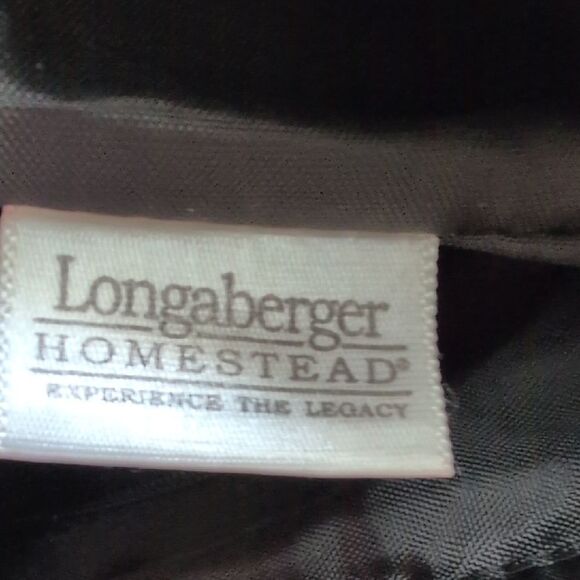 Longaberger
HOMESTEAD®
EXPERIENCE THE LEGACY